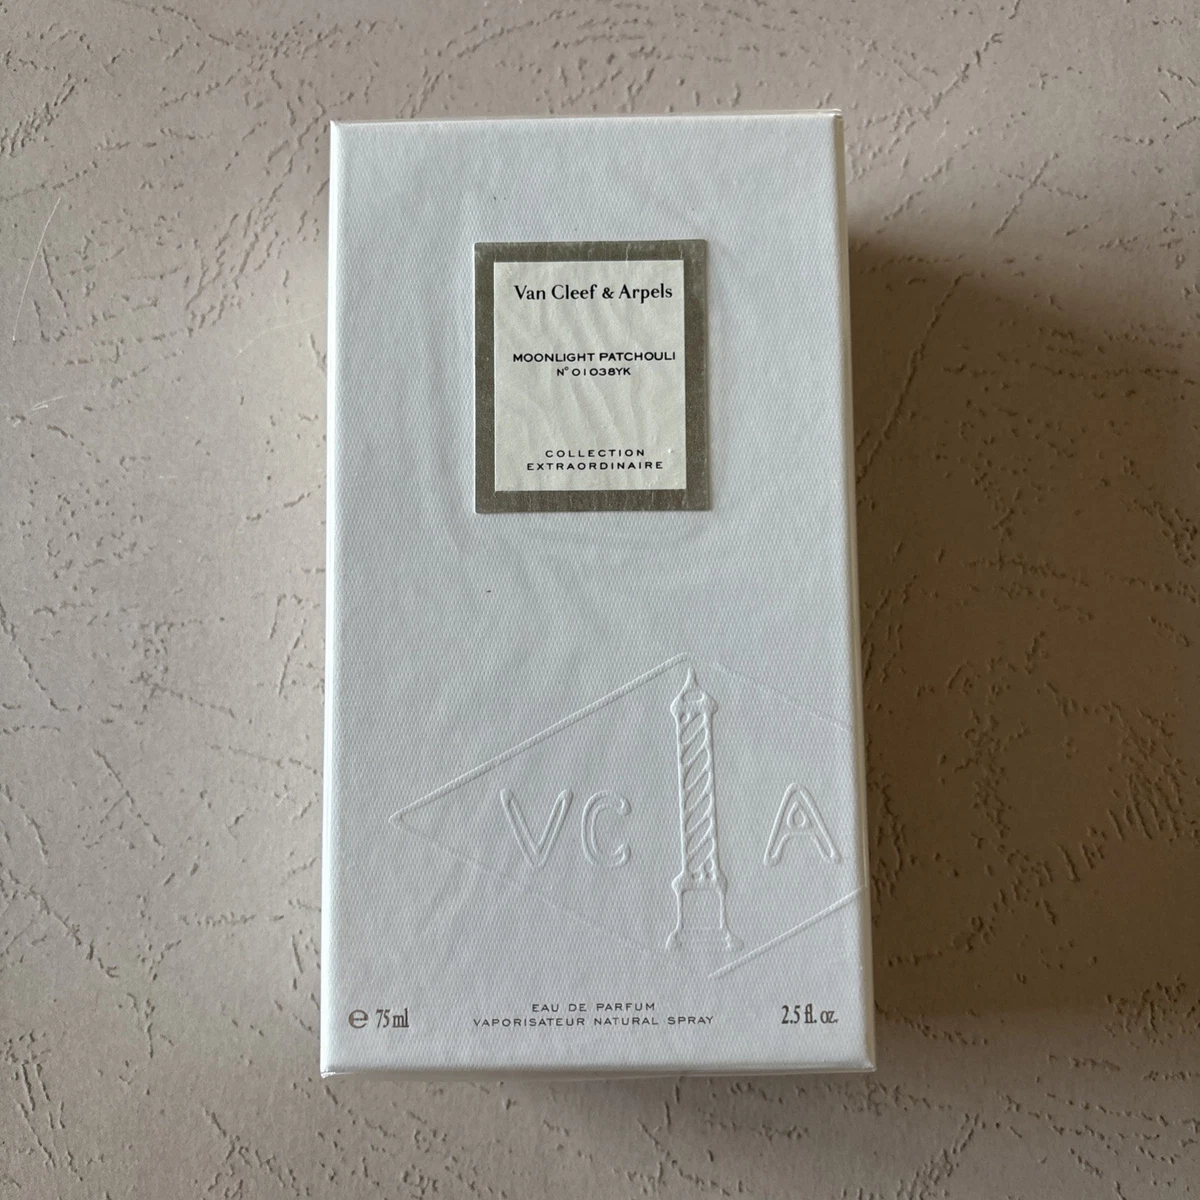 Van Cleef & Arpels
MOONLIGHT PATCHOULI
N° 01038YK
COLLECTION
EXTRAORDINAIRE
VC A
EAU DE PARFUM
℮ 75 ml VAPORISATEUR NATURAL SPRAY 2.5 fl. oz.